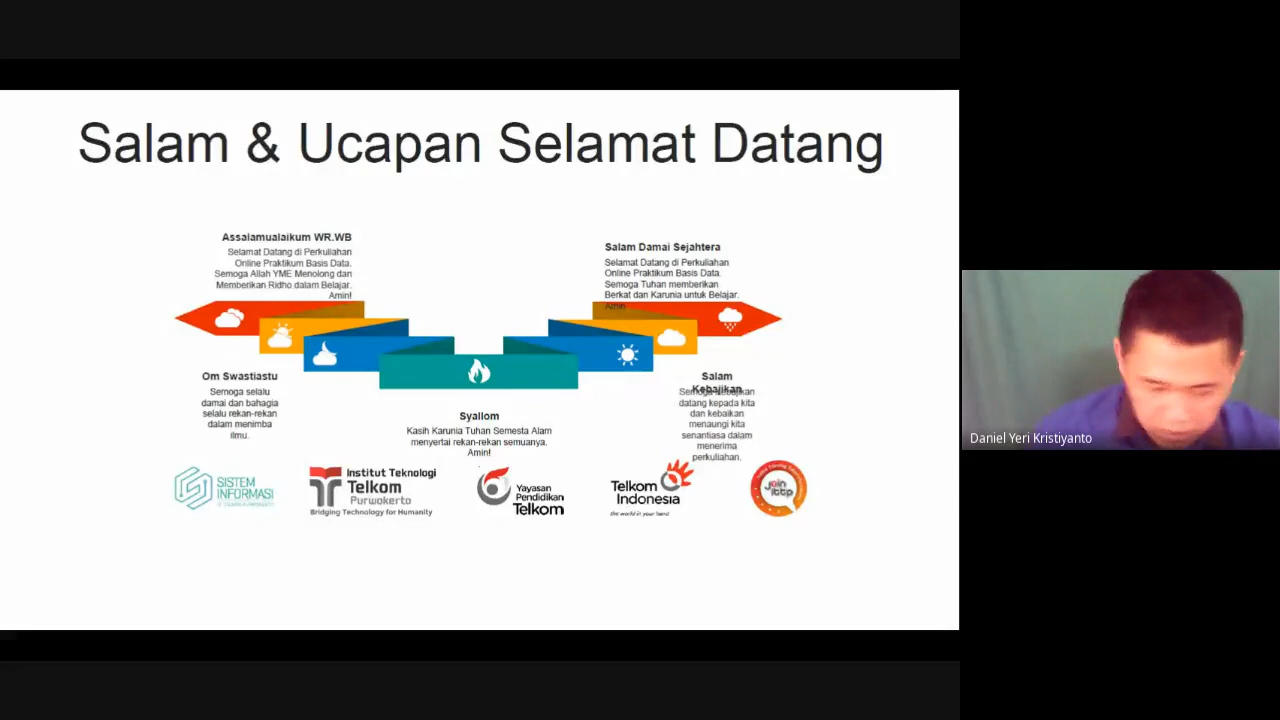 Salam & Ucapan Selamat Datang
Assalamualaikum WR.WB
Selamat Datang di Perkuliahan
Online Praktikum Basis Data.
Semoga Allah YME Menolong dan
Memberikan Ridho dalam Belajar.
Amin!
Salam Damai Sejahtera
Selamat Datang di Perkuliahan
Online Praktikum Basis Data.
Semoga Tuhan memberikan
Berkat dan Karunia untuk Belajar.
Amin
Om Swastiastu
Semoga selalu
damai dan bahagia
selalu rekan-rekan
dalam menimba
ilmu.
Syallom
Kasih Karunia Tuhan Semesta Alam
menyertai rekan-rekan semuanya.
Amin!
Salam
Kebajikan
Semoga kebajikan
datang kepada kita
dan kebaikan
menaungi kita
senantiasa dalam
menerima
perkuliahan.
SISTEM
INFORMASI
Institut Teknologi
Telkom
Purwokerto
Bridging Technology for Humanity
Yayasan
Pendidikan
Telkom
Telkom
Indonesia
the world in your hand
join
ittp
Daniel Yeri Kristiyanto